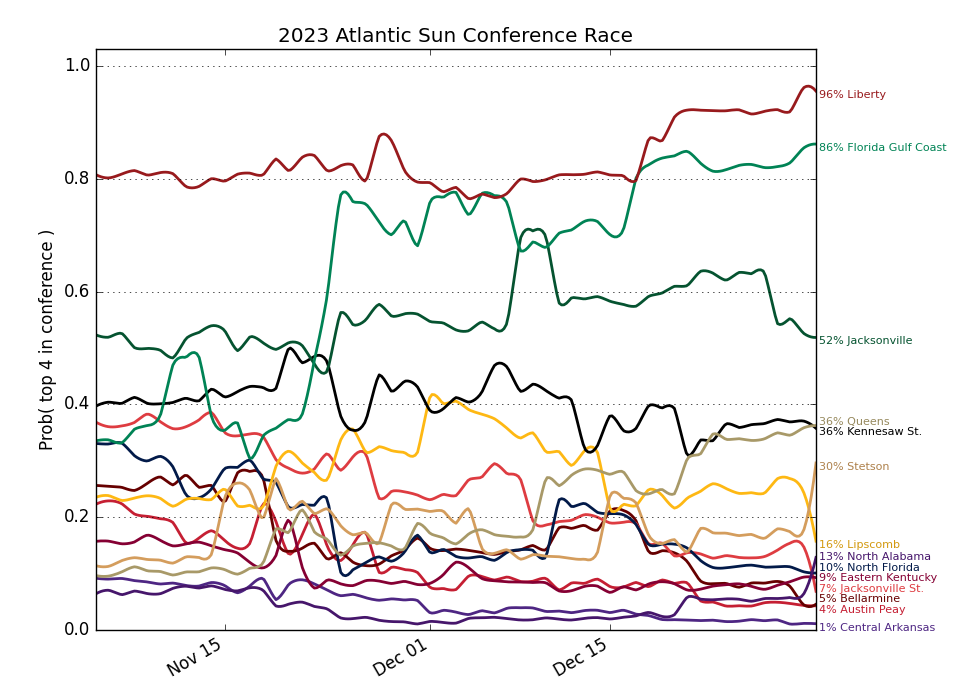 2023 Atlantic Sun Conference Race
Prob( top 4 in conference )
1.0
0.8
0.6
0.4
0.2
0.0
Nov 15
Dec 01
Dec 15
96% Liberty
86% Florida Gulf Coast
52% Jacksonville
36% Queens
36% Kennesaw St.
30% Stetson
16% Lipscomb
13% North Alabama
10% North Florida
9% Eastern Kentucky
7% Jacksonville St.
5% Bellarmine
4% Austin Peay
1% Central Arkansas